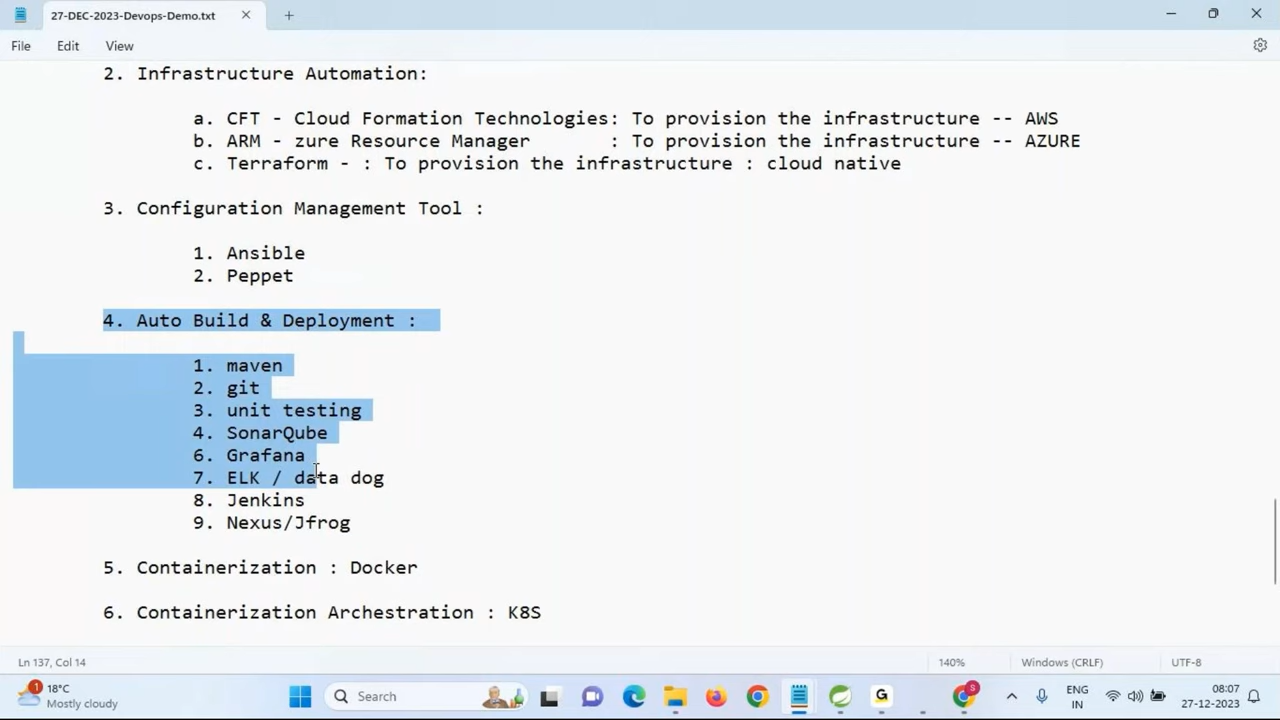 27-DEC-2023-Devops-Demo.txt
File Edit View
2. Infrastructure Automation:
a. CFT - Cloud Formation Technologies: To provision the infrastructure -- AWS
b. ARM - zure Resource Manager : To provision the infrastructure -- AZURE
c. Terraform - : To provision the infrastructure : cloud native
3. Configuration Management Tool :
1. Ansible
2. Peppet
4. Auto Build & Deployment :
1. maven
2. git
3. unit testing
4. SonarQube
6. Grafana
7. ELK / data dog
8. Jenkins
9. Nexus/Jfrog
5. Containerization : Docker
6. Containerization Archestration : K8S
Ln 137, Col 14 140% Windows (CRLF) UTF-8
1 18°C Search G S ENG 08:07
Mostly cloudy IN 27-12-2023